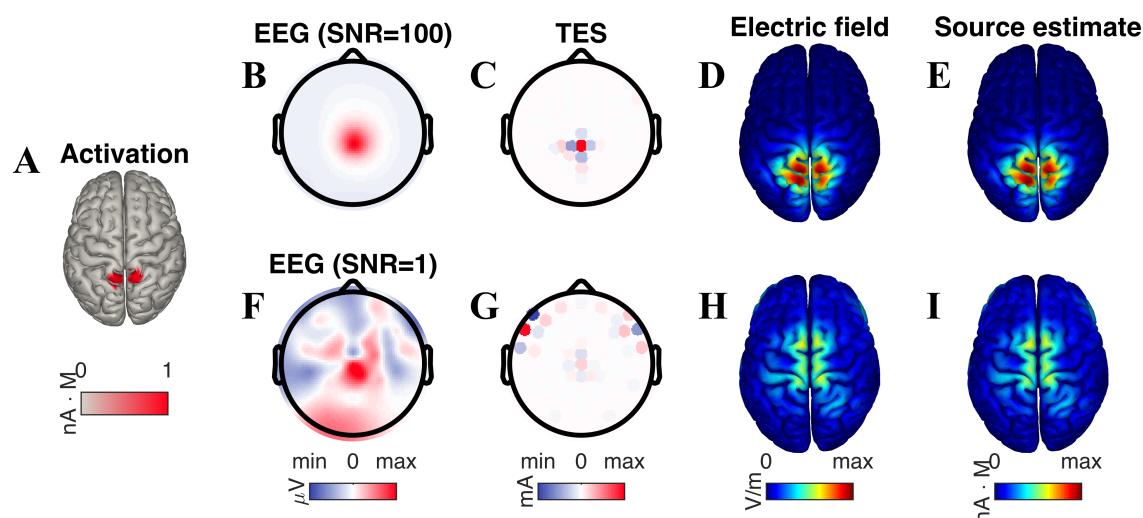 EEG (SNR=100)
TES
Electric field
Source estimate
B
C
D
E
A
Activation
EEG (SNR=1)
F
G
H
I
0
1
nA · M
min 0 max
μV
min 0 max
mA
0 max
V/m
0 max
nA · M